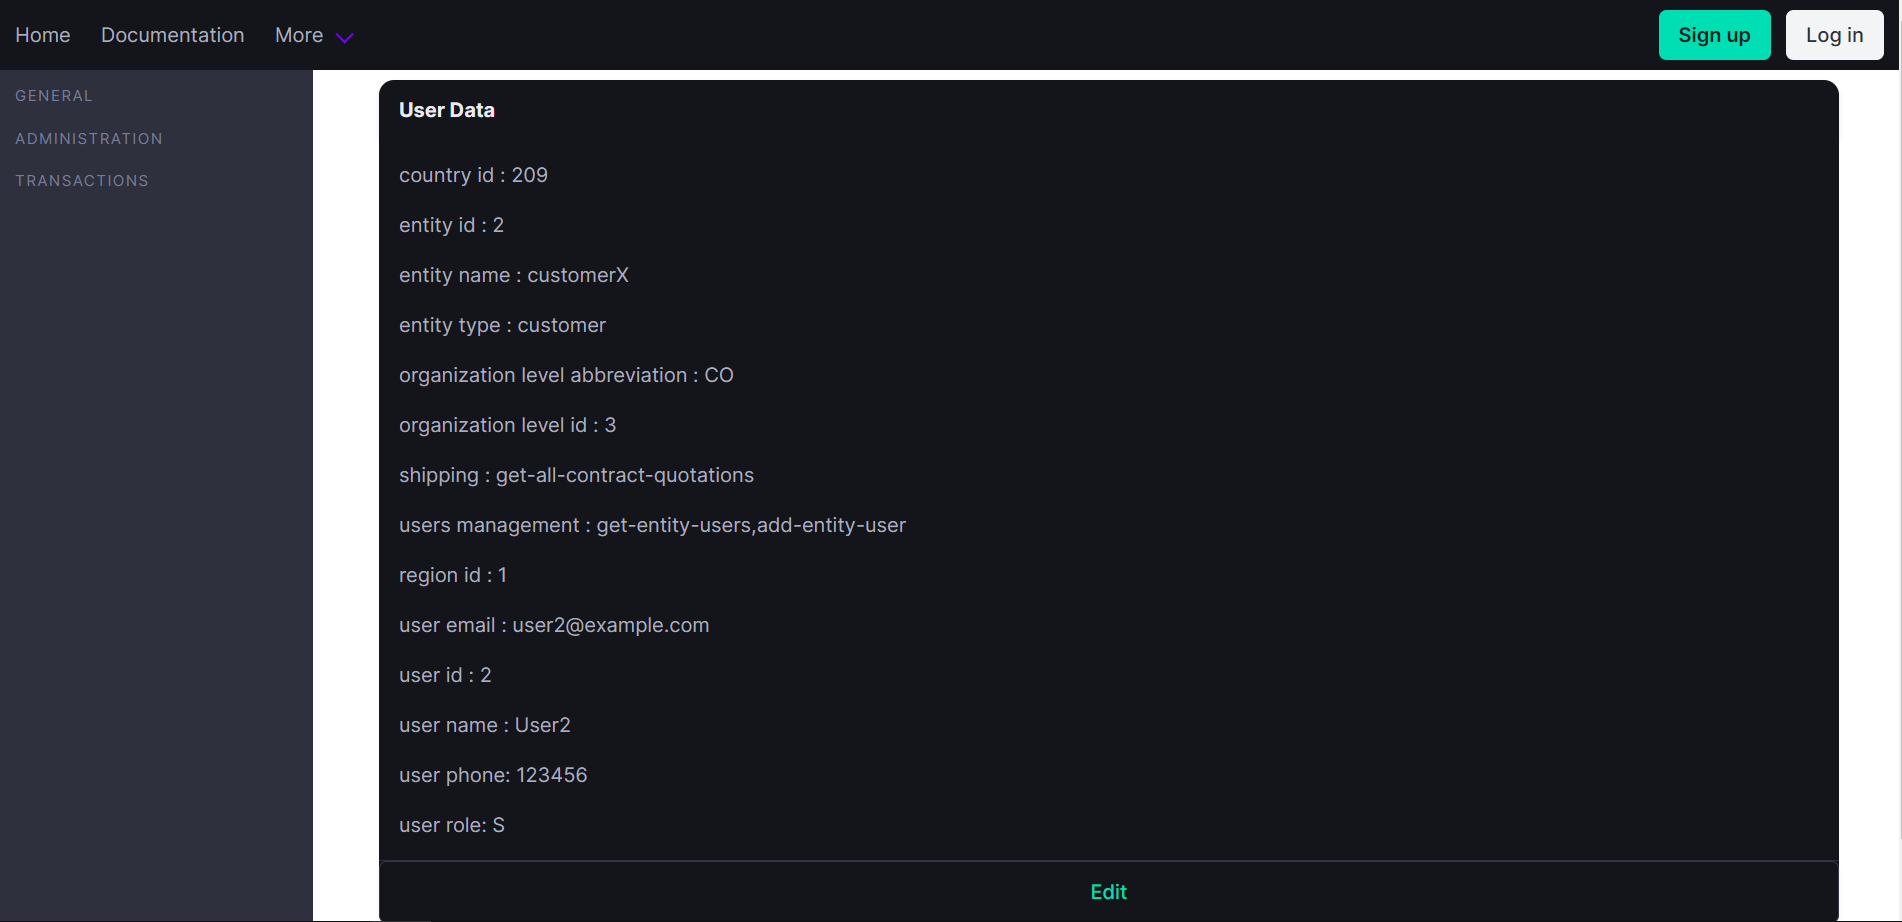 Home Documentation More Sign up Log in
GENERAL
ADMINISTRATION
TRANSACTIONS
User Data
country id : 209
entity id : 2
entity name : customerX
entity type : customer
organization level abbreviation : CO
organization level id : 3
shipping : get-all-contract-quotations
users management : get-entity-users,add-entity-user
region id : 1
user email : user2@example.com
user id : 2
user name : User2
user phone: 123456
user role: S
Edit